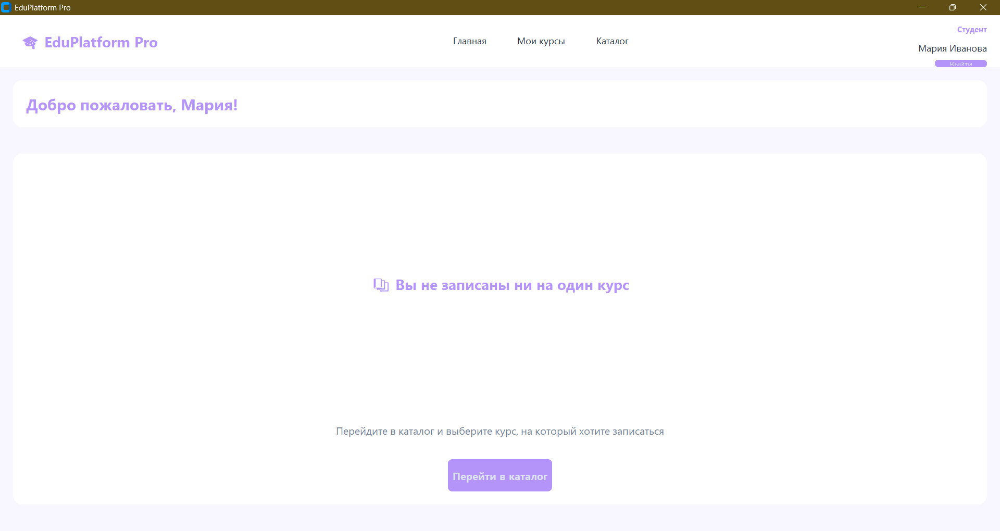 EduPlatform Pro
EduPlatform Pro
Главная
Мои курсы
Каталог
Студент
Мария Иванова
Выйти
Добро пожаловать, Мария!
Вы не записаны ни на один курс
Перейдите в каталог и выберите курс, на который хотите записаться
Перейти в каталог